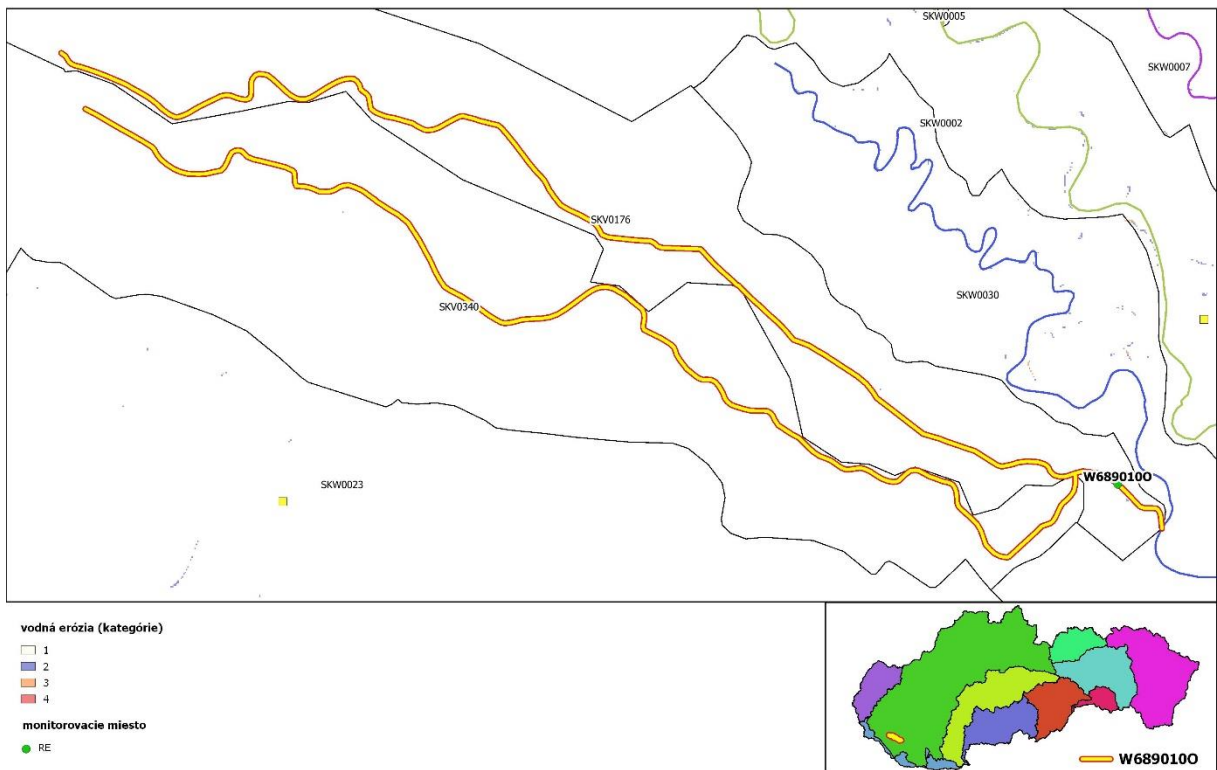 SKW0005
SKW0007
SKW0002
SKV0176
SKW0030
SKV0340
W689010O
SKW0023
vodná erózia (kategórie)
1
2
3
4
monitorovacie miesto
RE
W689010O